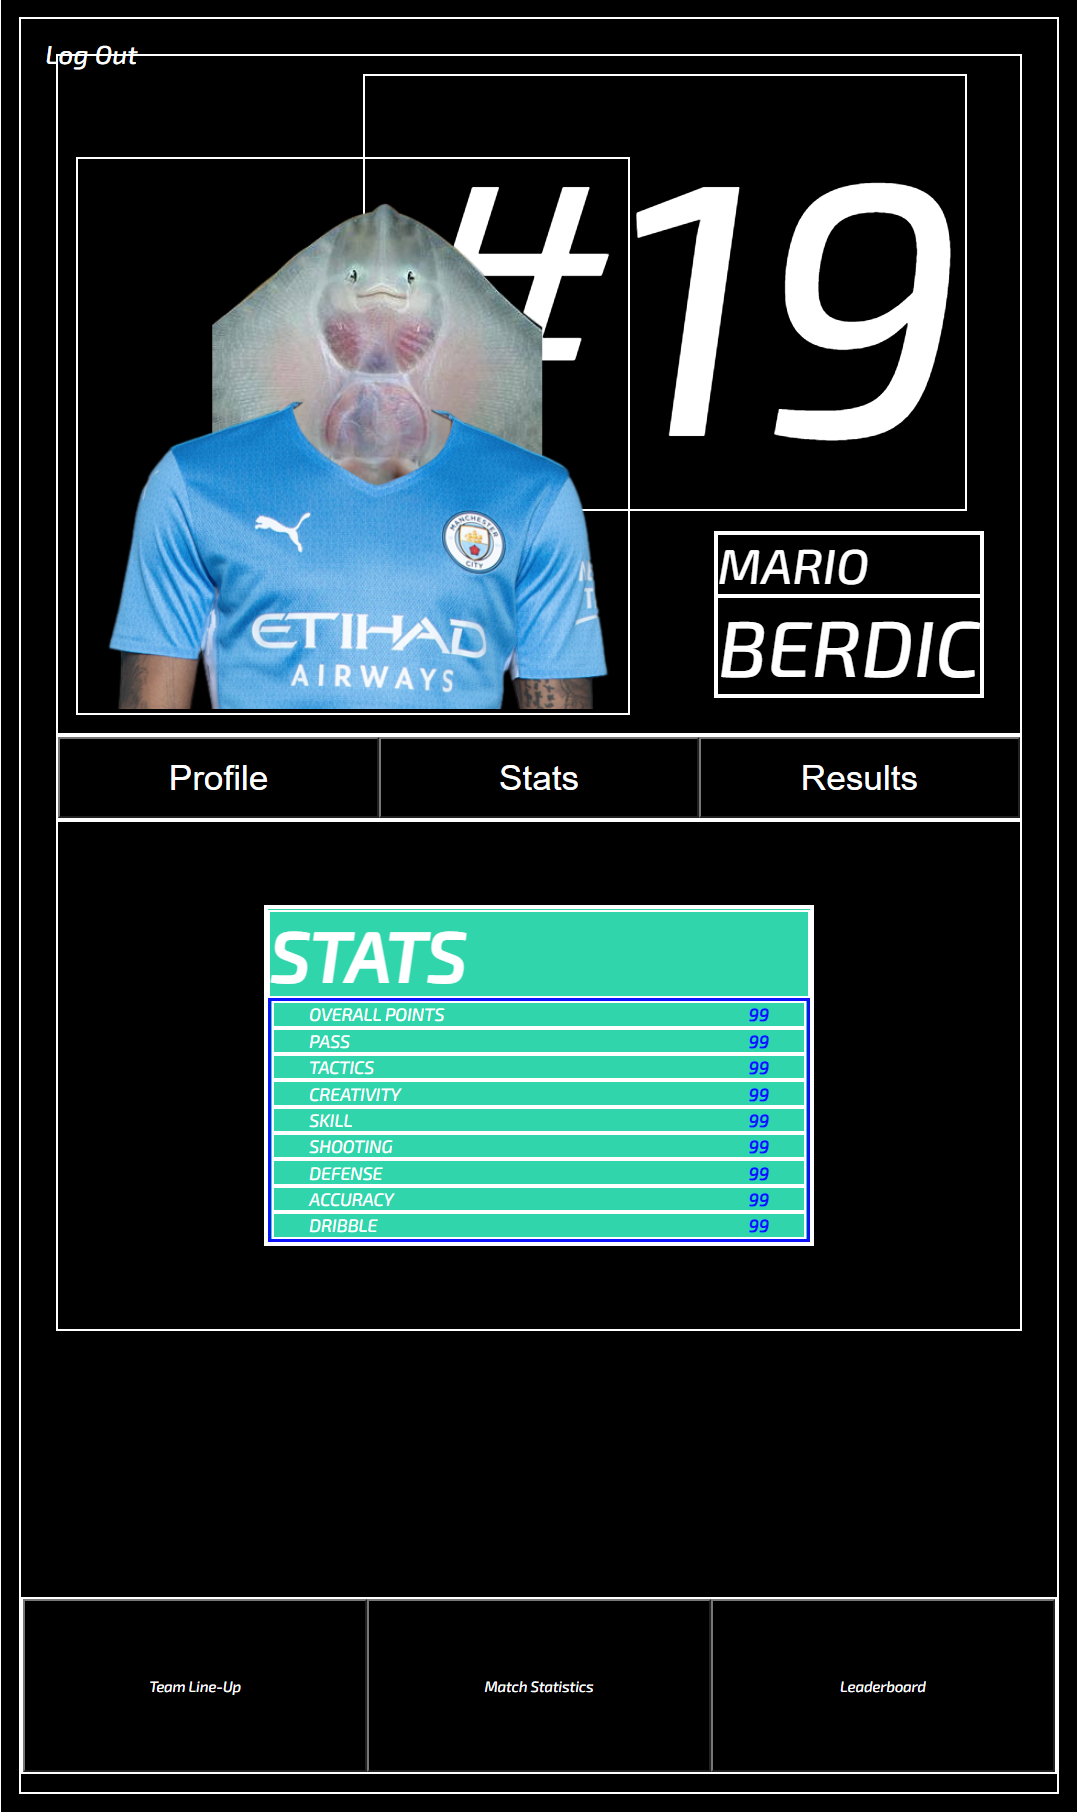 Log Out
#19
MANCHESTER
CITY
ETIHAD
AIRWAYS
MARIO
BERDIC
Profile Stats Results
STATS
OVERALL POINTS 99
PASS 99
TACTICS 99
CREATIVITY 99
SKILL 99
SHOOTING 99
DEFENSE 99
ACCURACY 99
DRIBBLE 99
Team Line-Up Match Statistics Leaderboard